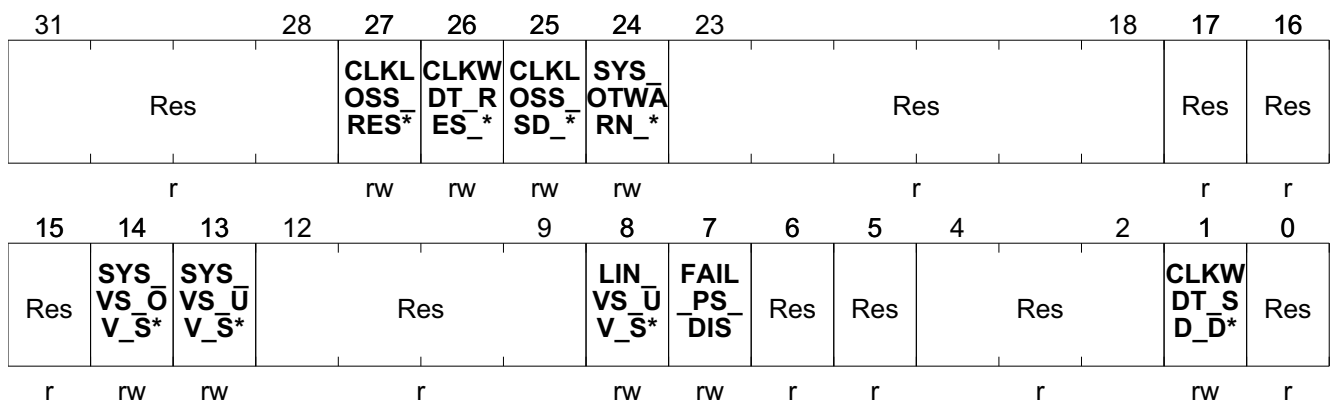 31 28 27 26 25 24 23 18 17 16
Res CLKL CLKW CLKL SYS_ Res Res Res
OSS_ DT_R OSS_ OTWA
RES* ES_* SD_* RN_*
r rw rw rw rw r r r
15 14 13 12 9 8 7 6 5 4 2 1 0
Res SYS_ SYS_ Res LIN_ FAIL Res Res Res CLKW Res
VS_O VS_U VS_U _PS_ DT_S
V_S* V_S* V_S* DIS D_D*
r rw rw r rw rw r r r rw r